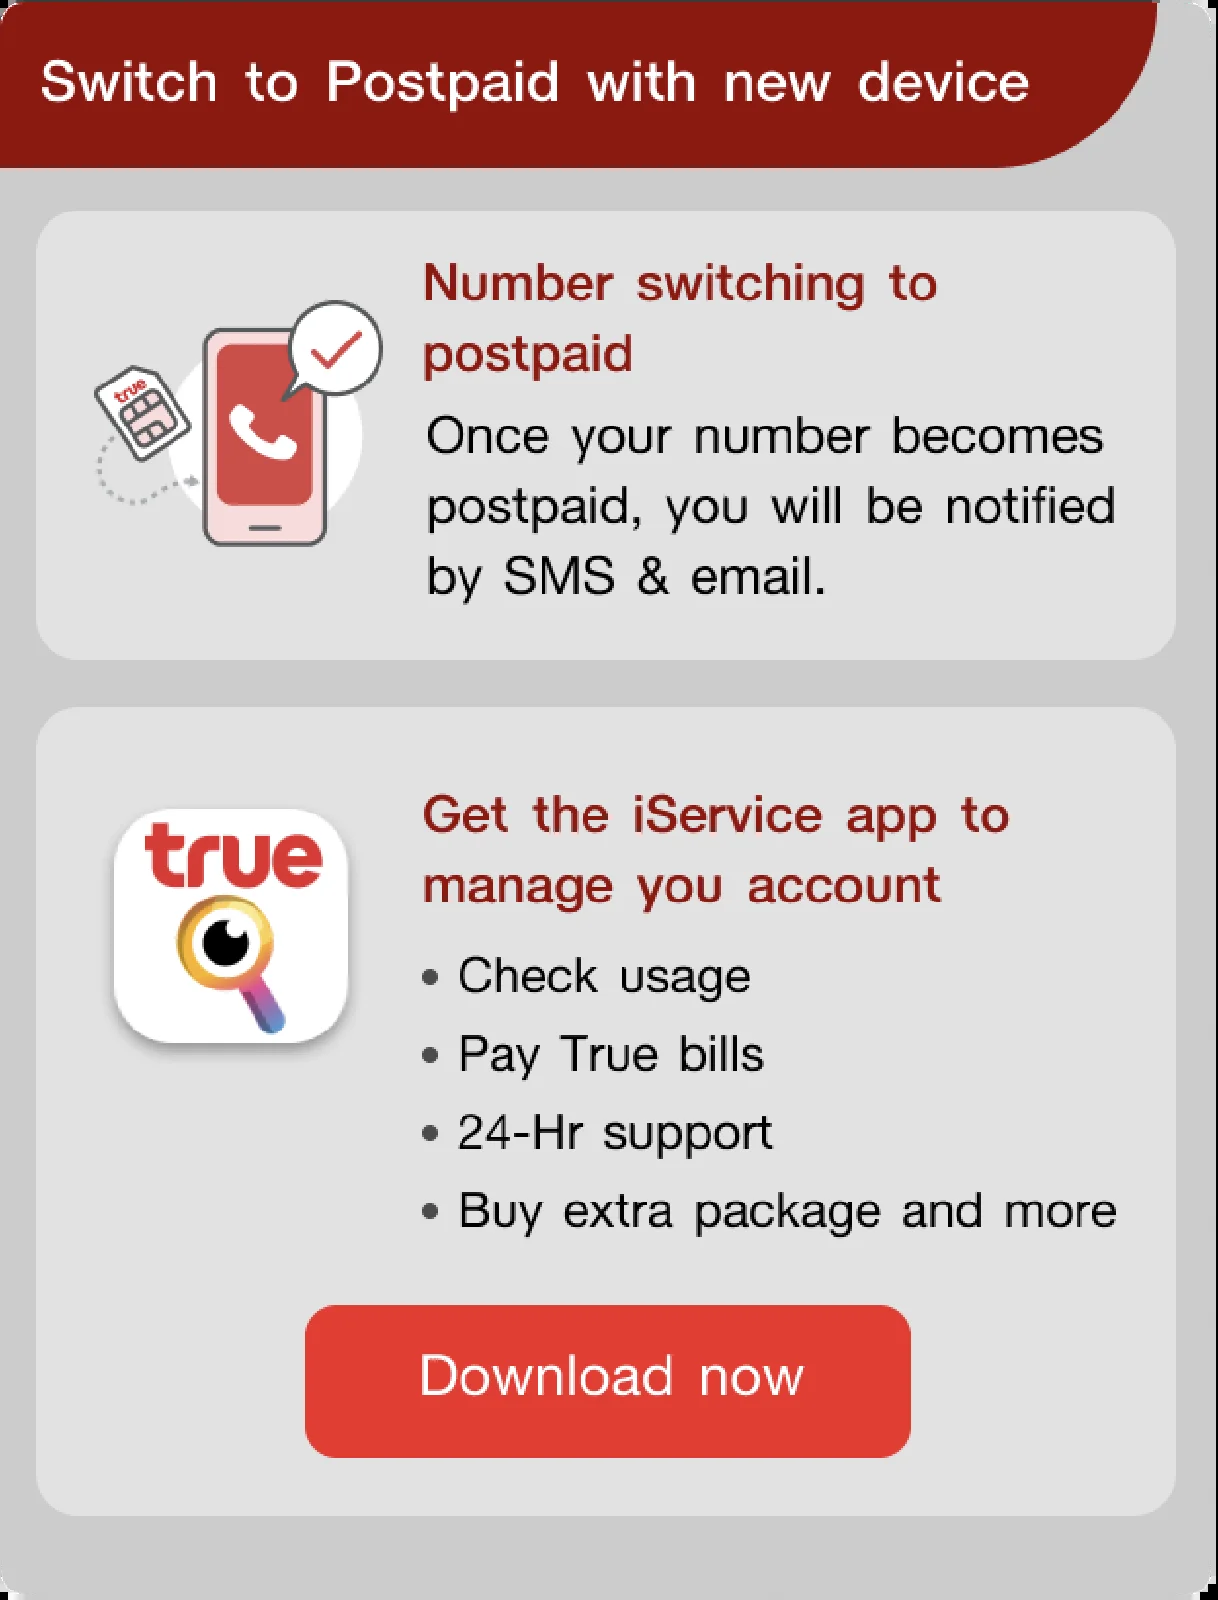 Switch to Postpaid with new device
Number switching to
postpaid
Once your number becomes
postpaid, you will be notified
by SMS & email.
true
true
Get the iService app to
manage you account
• Check usage
• Pay True bills
• 24-Hr support
• Buy extra package and more
Download now